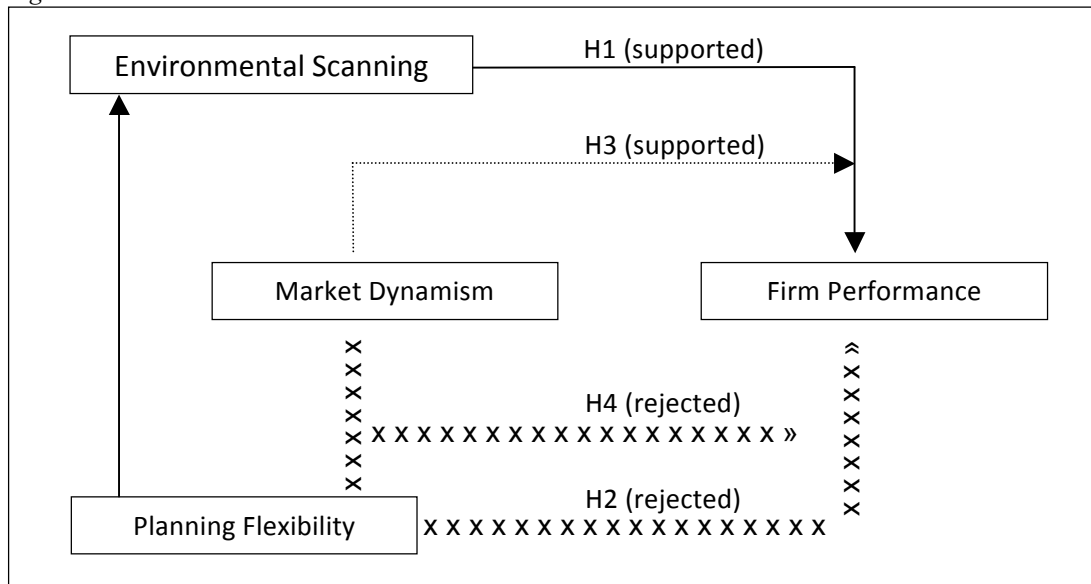 H1 (supported)
Environmental Scanning
H3 (supported)
Market Dynamism
Firm Performance
x x x x x x x
« x x x x x x x
H4 (rejected)
x x x x x x x x x x x x x x x x x x »
H2 (rejected)
Planning Flexibility
x x x x x x x x x x x x x x x x x x